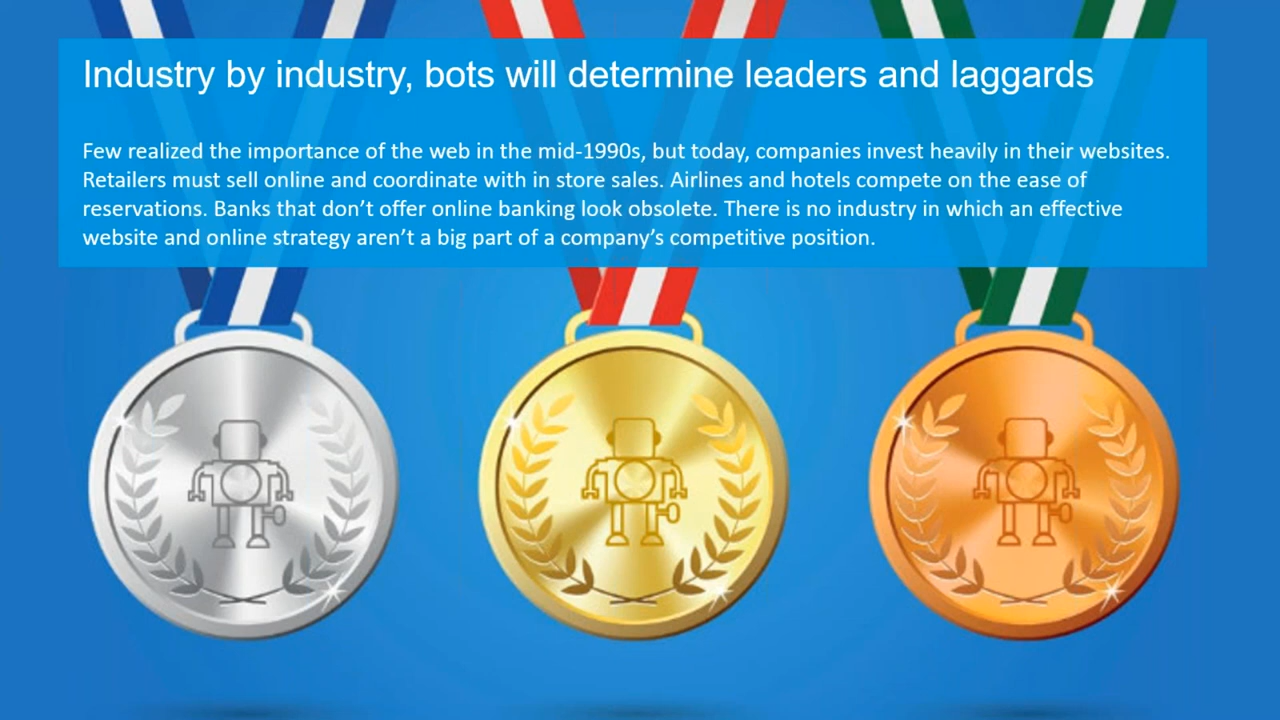 Industry by industry, bots will determine leaders and laggards
Few realized the importance of the web in the mid-1990s, but today, companies invest heavily in their websites.
Retailers must sell online and coordinate with in store sales. Airlines and hotels compete on the ease of
reservations. Banks that don’t offer online banking look obsolete. There is no industry in which an effective
website and online strategy aren’t a big part of a company’s competitive position.